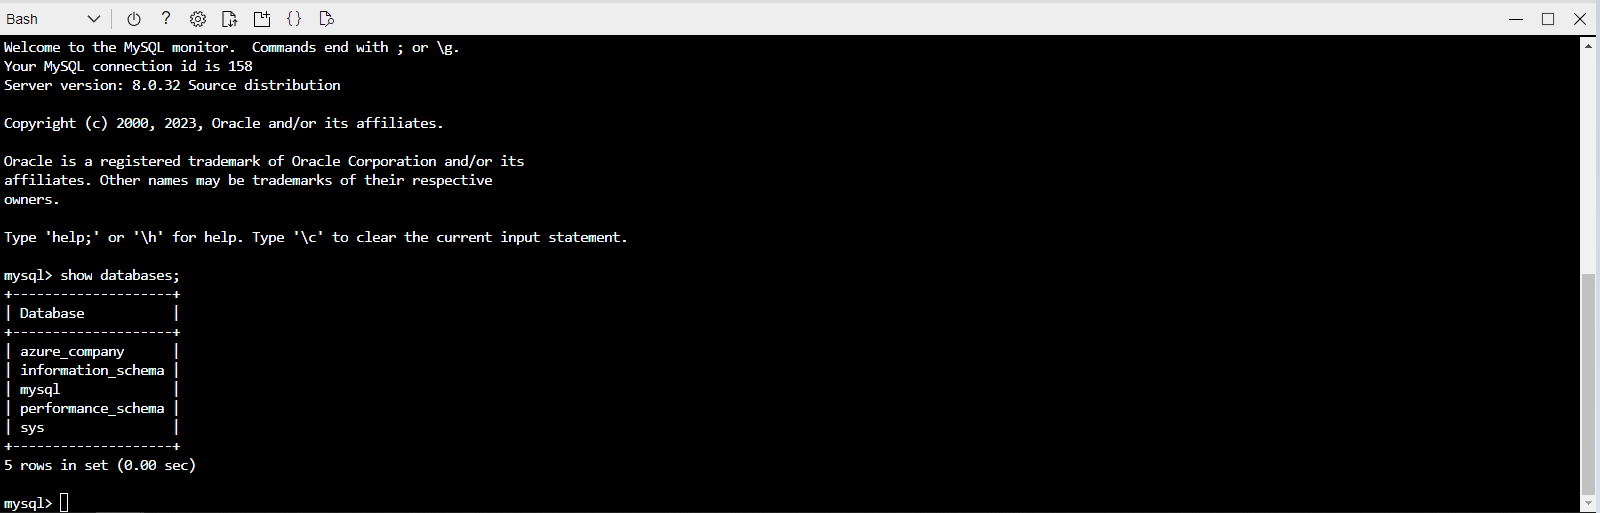 Bash
?
{}
Welcome to the MySQL monitor.  Commands end with ; or \g.
Your MySQL connection id is 158
Server version: 8.0.32 Source distribution

Copyright (c) 2000, 2023, Oracle and/or its affiliates.

Oracle is a registered trademark of Oracle Corporation and/or its
affiliates. Other names may be trademarks of their respective
owners.

Type 'help;' or '\h' for help. Type '\c' to clear the current input statement.

mysql> show databases;
+--------------------+
| Database           |
+--------------------+
| azure_company      |
| information_schema |
| mysql              |
| performance_schema |
| sys                |
+--------------------+
5 rows in set (0.00 sec)

mysql>